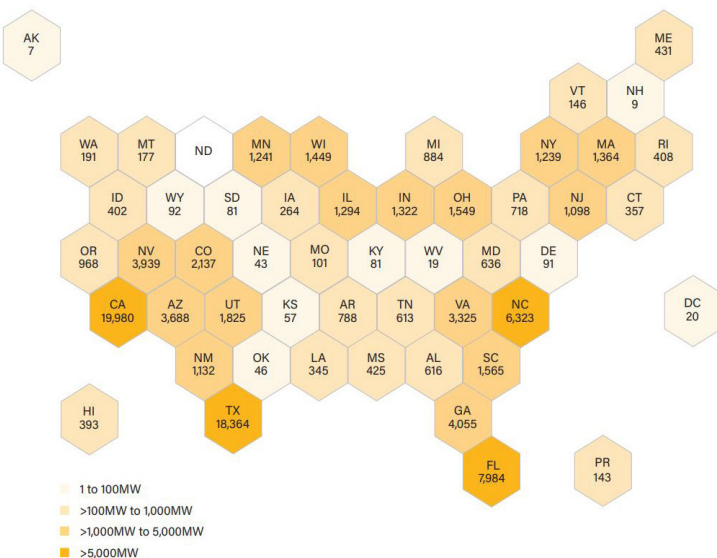 AK
7
ME
431
VT
146
NH
9
WA
191
MT
177
ND
MN
1,241
WI
1,449
MI
884
NY
1,239
MA
1,364
RI
408
ID
402
WY
92
SD
81
IA
264
IL
1,294
IN
1,322
OH
1,549
PA
718
NJ
1,098
CT
357
OR
968
NV
3,939
CO
2,137
NE
43
MO
101
KY
81
WV
19
MD
636
DE
91
CA
19,980
AZ
3,688
UT
1,825
KS
57
AR
788
TN
613
VA
3,325
NC
6,323
DC
20
NM
1,132
OK
46
LA
345
MS
425
AL
616
SC
1,565
HI
393
TX
18,364
GA
4,055
FL
7,984
PR
143
1 to 100MW
>100MW to 1,000MW
>1,000MW to 5,000MW
>5,000MW